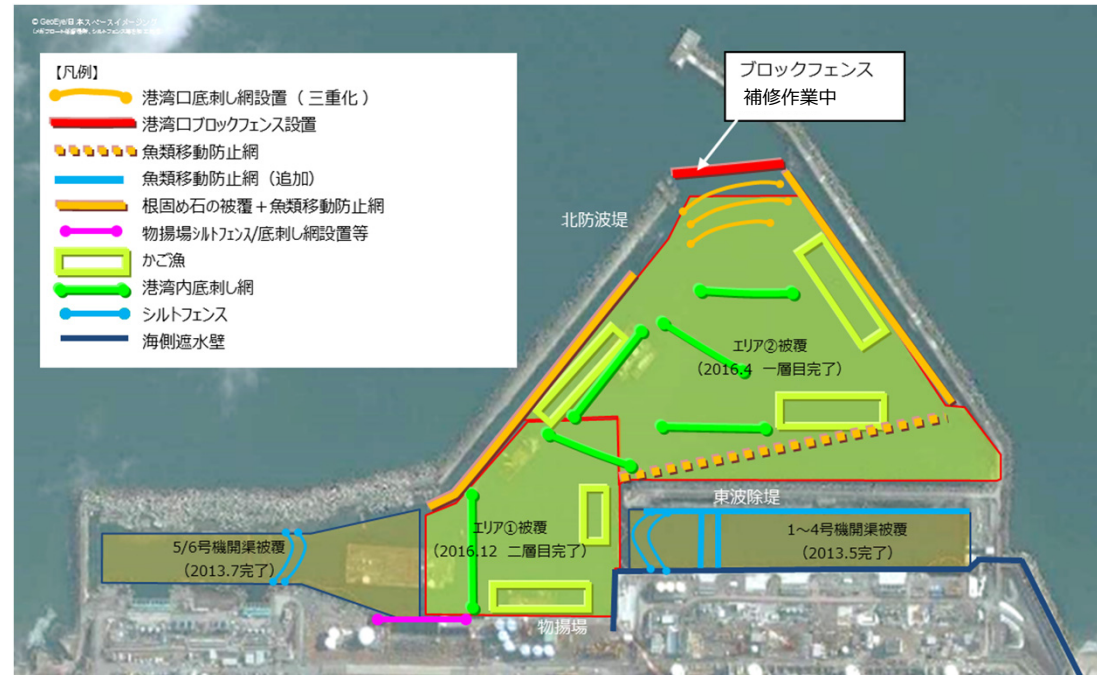 © GeoEye/日本スペースイメージング
【凡例】
港湾口底刺し網設置（三重化）
港湾口ブロックフェンス設置
魚類移動防止網
魚類移動防止網（追加）
根固め石の被覆＋魚類移動防止網
物揚場ｼﾙﾄﾌｪﾝｽ/底刺し網設置等
かご漁
港湾内底刺し網
シルトフェンス
海側遮水壁
ブロックフェンス
補修作業中
北防波堤
エリア②被覆
（2016.4　一層目完了）
東波除堤
エリア①被覆
（2016.12　二層目完了）
1～4号機開渠被覆
（2013.5完了）
5/6号機開渠被覆
（2013.7完了）
物揚場